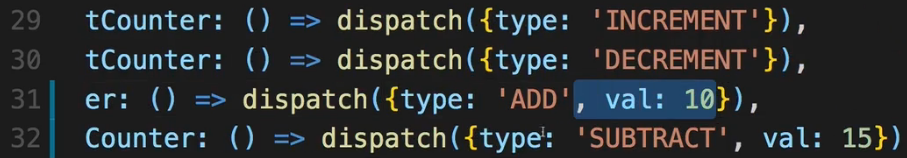 29 tCounter: () => dispatch({type: 'INCREMENT'}),
30 tCounter: () => dispatch({type: 'DECREMENT'}),
31 er: () => dispatch({type: 'ADD', val: 10}),
32 Counter: () => dispatch({type: 'SUBTRACT', val: 15})